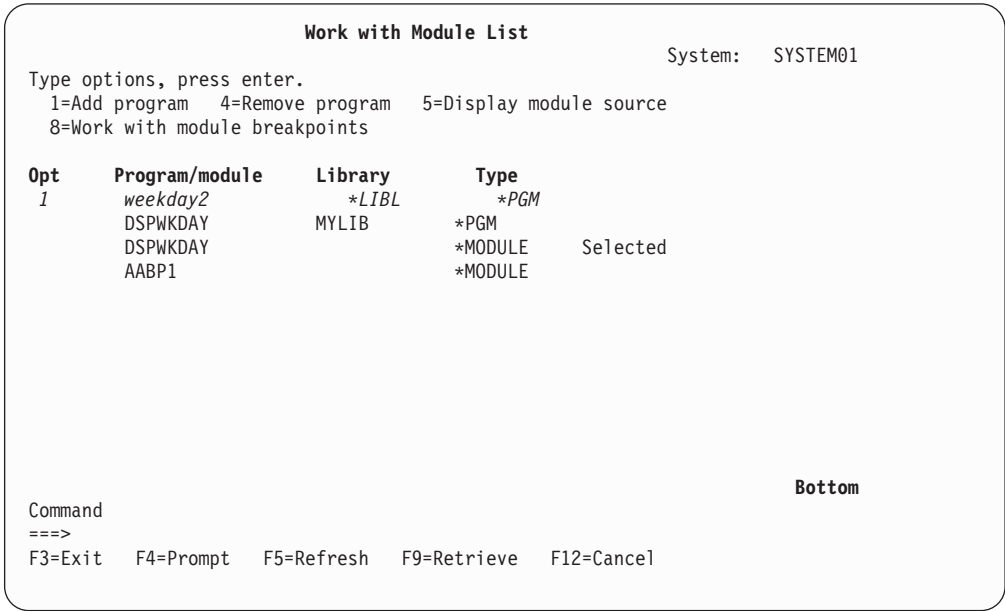 Work with Module List
System: SYSTEM01
Type options, press enter.
1=Add program 4=Remove program 5=Display module source
8=Work with module breakpoints
Opt Program/module Library Type
1 weekday2 *LIBL *PGM
DSPWKDAY MYLIB *PGM
DSPWKDAY *MODULE Selected
AABP1 *MODULE
Bottom
Command
===>
F3=Exit F4=Prompt F5=Refresh F9=Retrieve F12=Cancel